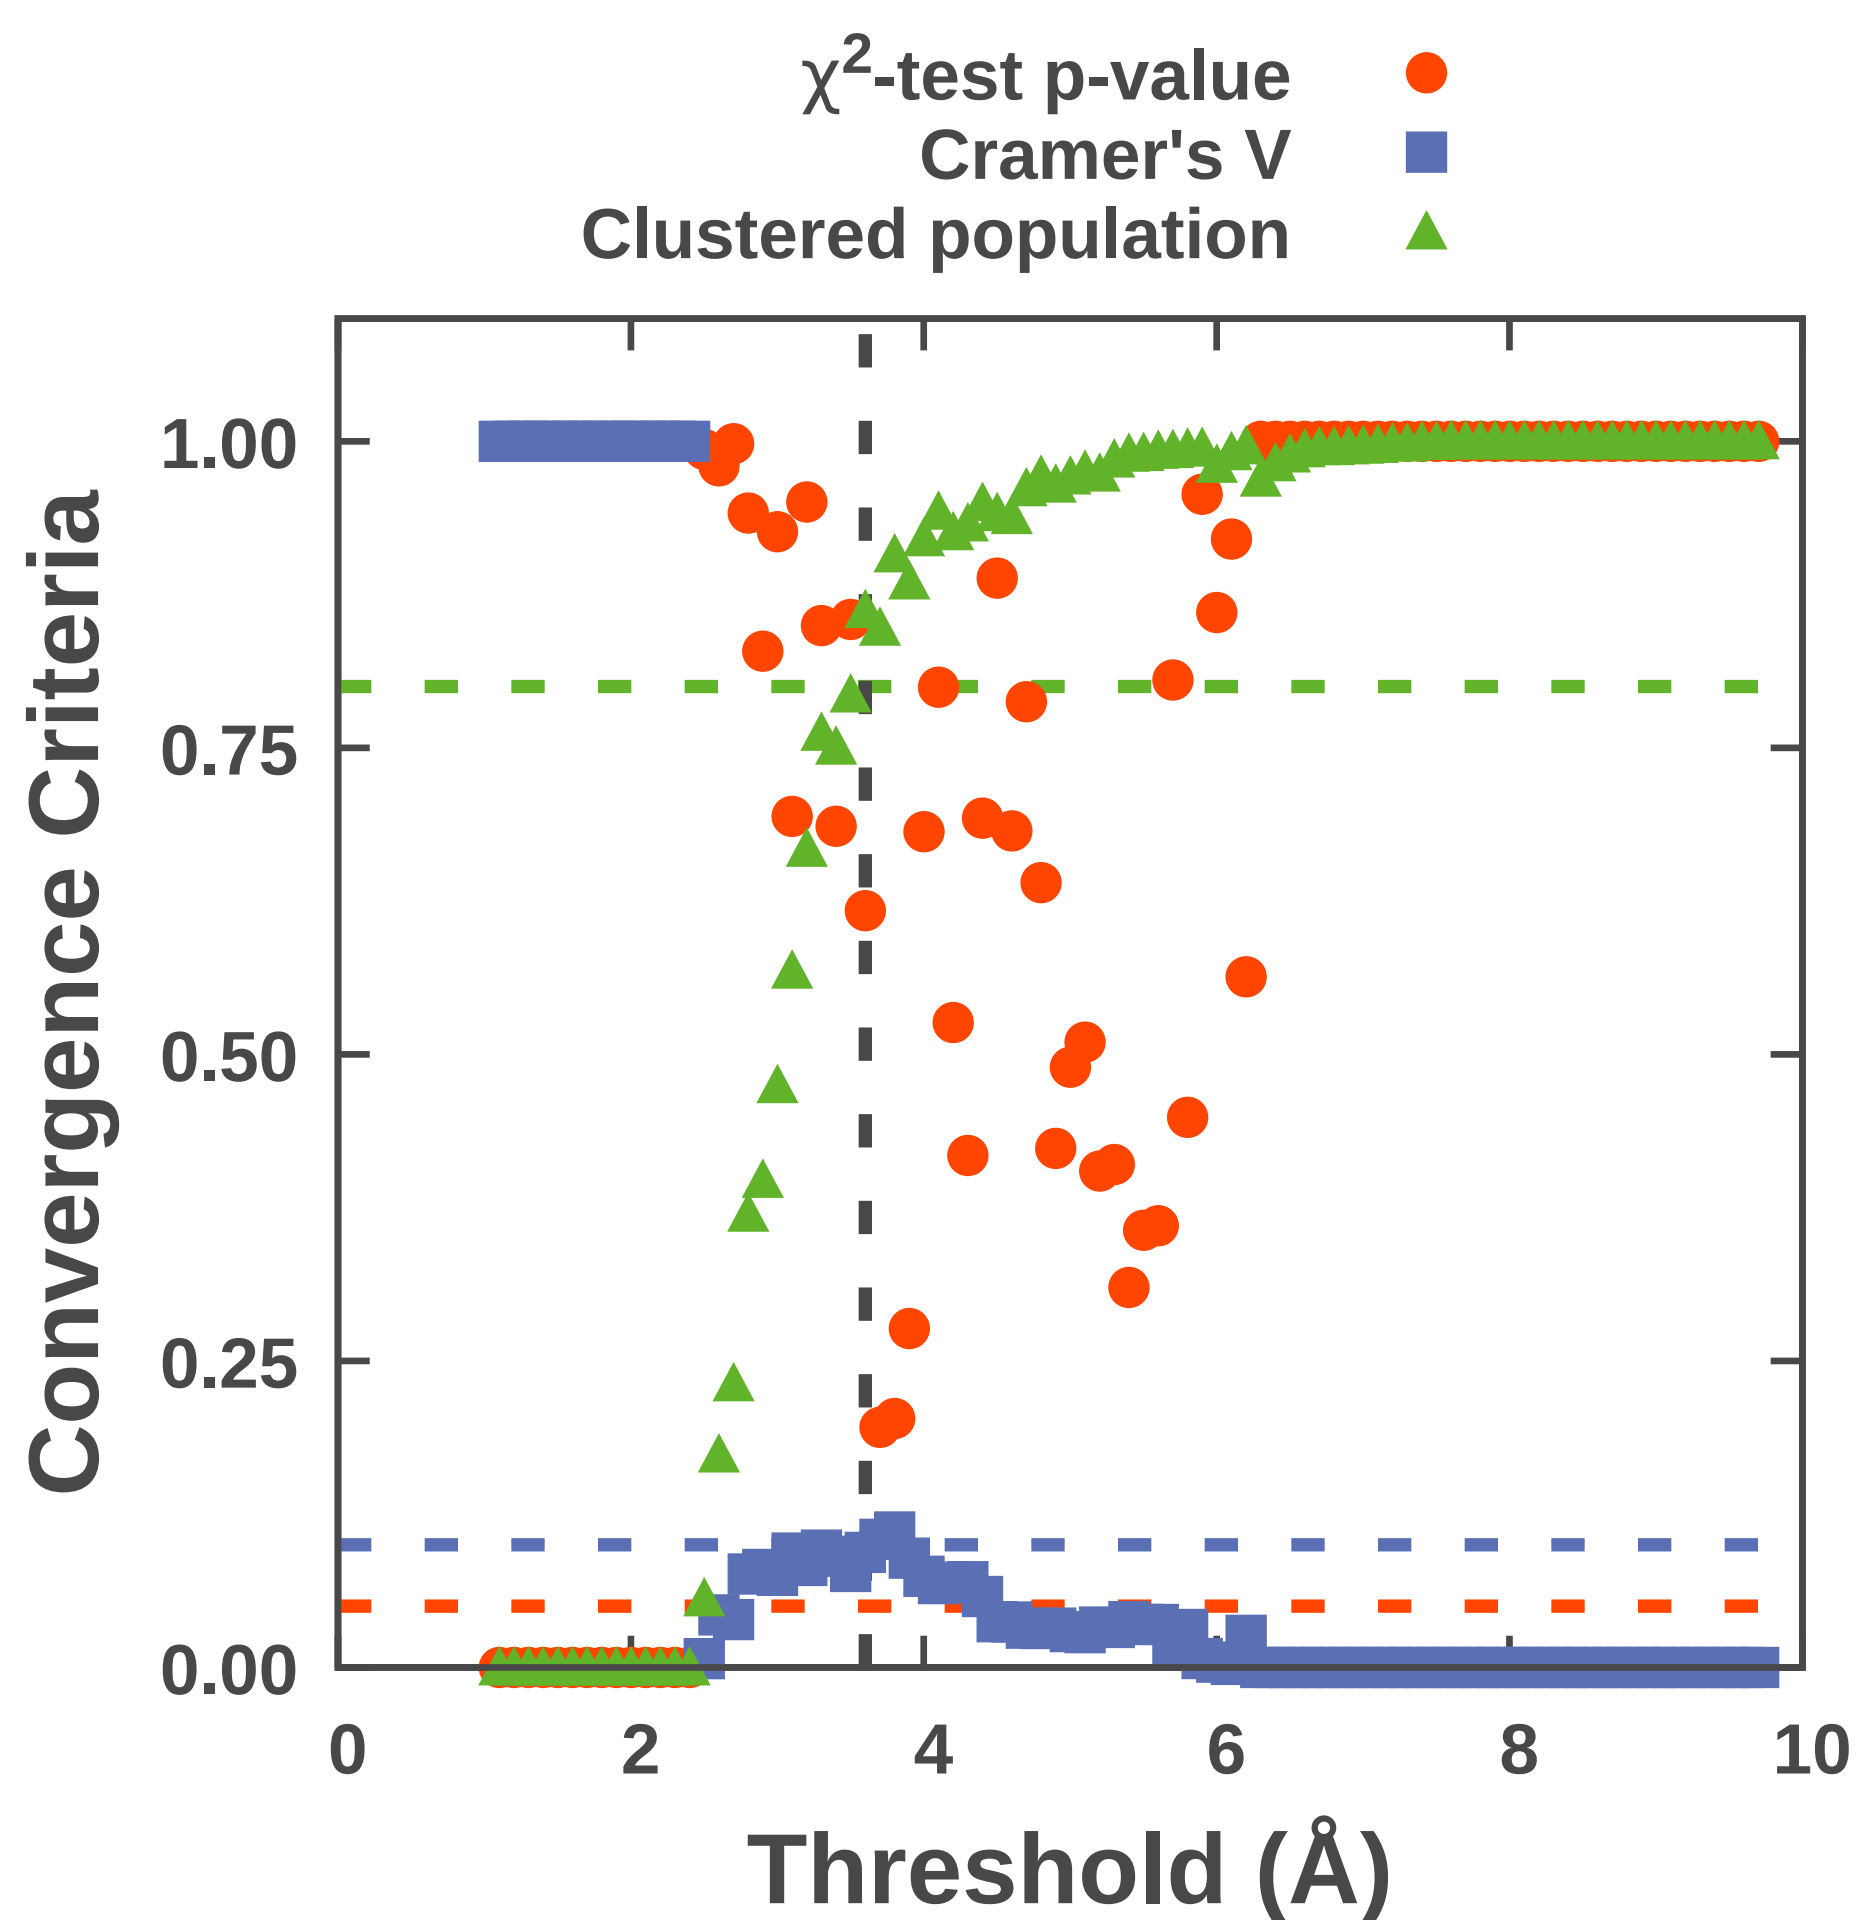 χ²-test p-value
Cramer's V
Clustered population
Convergence Criteria
1.00
0.75
0.50
0.25
0.00
0 2 4 6 8 10
Threshold (Å)